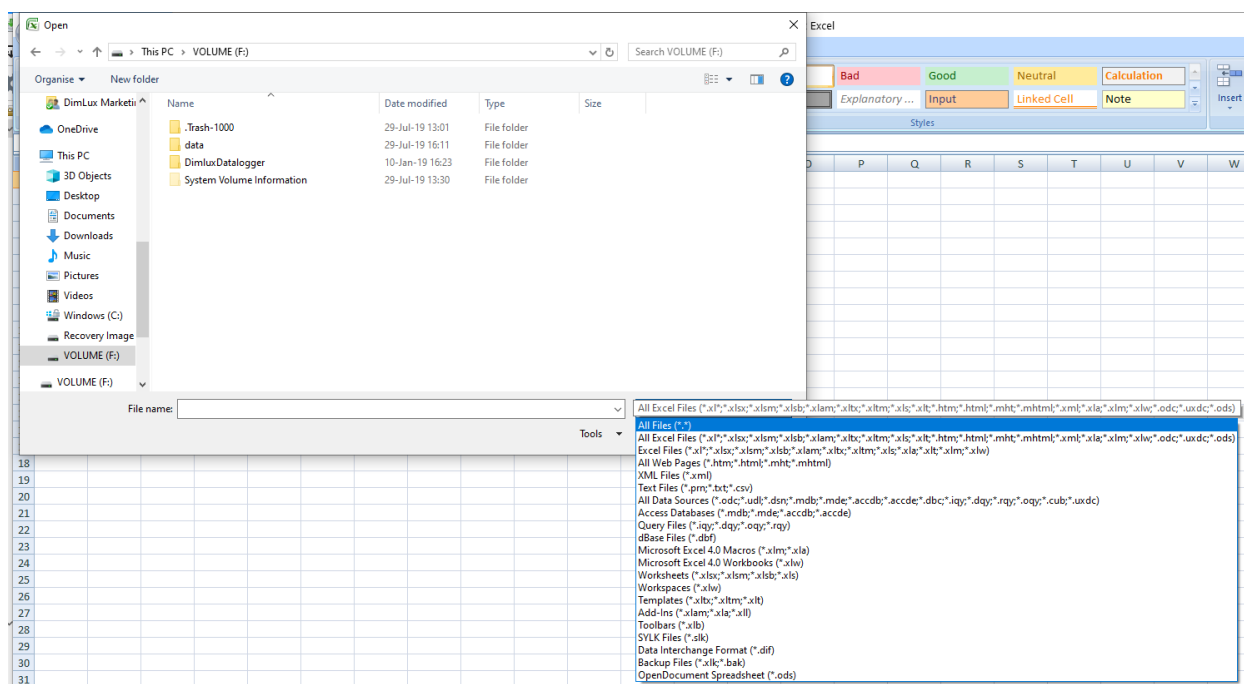 Open
Excel
This PC > VOLUME (F:)
Search VOLUME (F:)
Organise
New folder
Bad Good Neutral Calculation
Explanatory ... Input Linked Cell Note
Styles
Insert
DimLux Marketin
OneDrive
This PC
3D Objects
Desktop
Documents
Downloads
Music
Pictures
Videos
Windows (C:)
Recovery Image
VOLUME (F:)
VOLUME (F:)
Name Date modified Type Size
.Trash-1000 29-Jul-19 13:01 File folder
data 29-Jul-19 16:11 File folder
DimluxDatalogger 10-Jan-19 16:23 File folder
System Volume Information 29-Jul-19 13:30 File folder
P Q R S T U V W
File name:
All Excel Files (*.xl*;*.xlsx;*.xlsm;*.xlsb;*.xlam;*.xltx;*.xltm;*.xls;*.xlt;*.htm;*.html;*.mht;*.mhtml;*.xml;*.xla;*.xlm;*.xlw;*.odc;*.uxdc;*.ods)
Tools
All Files (*.*)
All Excel Files (*.xl*;*.xlsx;*.xlsm;*.xlsb;*.xlam;*.xltx;*.xltm;*.xls;*.xlt;*.htm;*.html;*.mht;*.mhtml;*.xml;*.xla;*.xlm;*.xlw;*.odc;*.uxdc;*.ods)
Excel Files (*.xl*;*.xlsx;*.xlsm;*.xlsb;*.xlam;*.xltx;*.xltm;*.xls;*.xla;*.xlt;*.xlm;*.xlw)
All Web Pages (*.htm;*.html;*.mht;*.mhtml)
XML Files (*.xml)
Text Files (*.prn;*.txt;*.csv)
All Data Sources (*.odc;*.udl;*.dsn;*.mdb;*.mde;*.accdb;*.accde;*.dbc;*.iqy;*.dqy;*.rqy;*.oqy;*.cub;*.uxdc)
Access Databases (*.mdb;*.mde;*.accdb;*.accde)
Query Files (*.iqy;*.dqy;*.oqy;*.rqy)
dBase Files (*.dbf)
Microsoft Excel 4.0 Macros (*.xlm;*.xla)
Microsoft Excel 4.0 Workbooks (*.xlw)
Worksheets (*.xlsx;*.xlsm;*.xlsb;*.xls)
Workspaces (*.xlw)
Templates (*.xltx;*.xltm;*.xlt)
Add-Ins (*.xlam;*.xla;*.xll)
Toolbars (*.xlb)
SYLK Files (*.slk)
Data Interchange Format (*.dif)
Backup Files (*.xlk;*.bak)
OpenDocument Spreadsheet (*.ods)
18
19
20
21
22
23
24
25
26
27
28
29
30
31